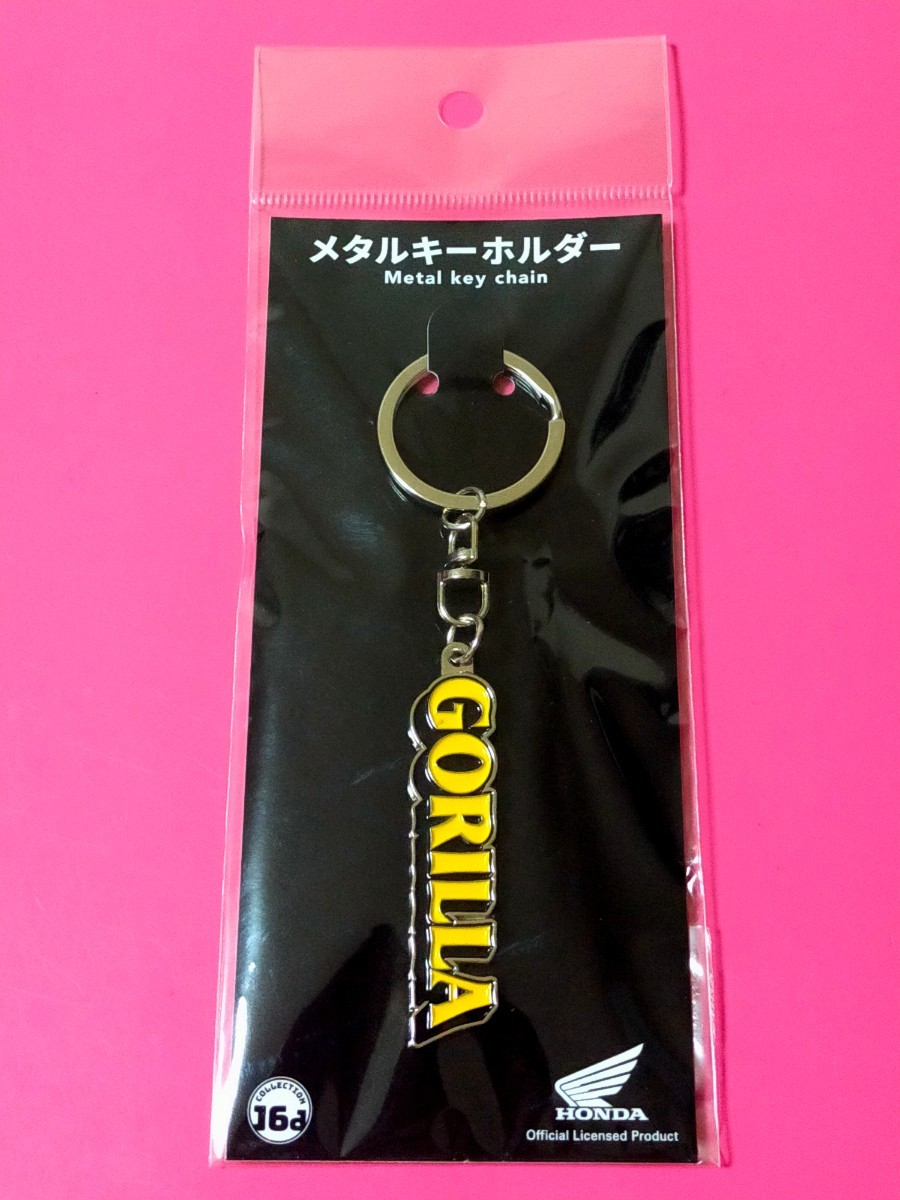 メタルキーホルダー
Metal key chain
GORILLA
COLLECTION
16d
HONDA
Official Licensed Product